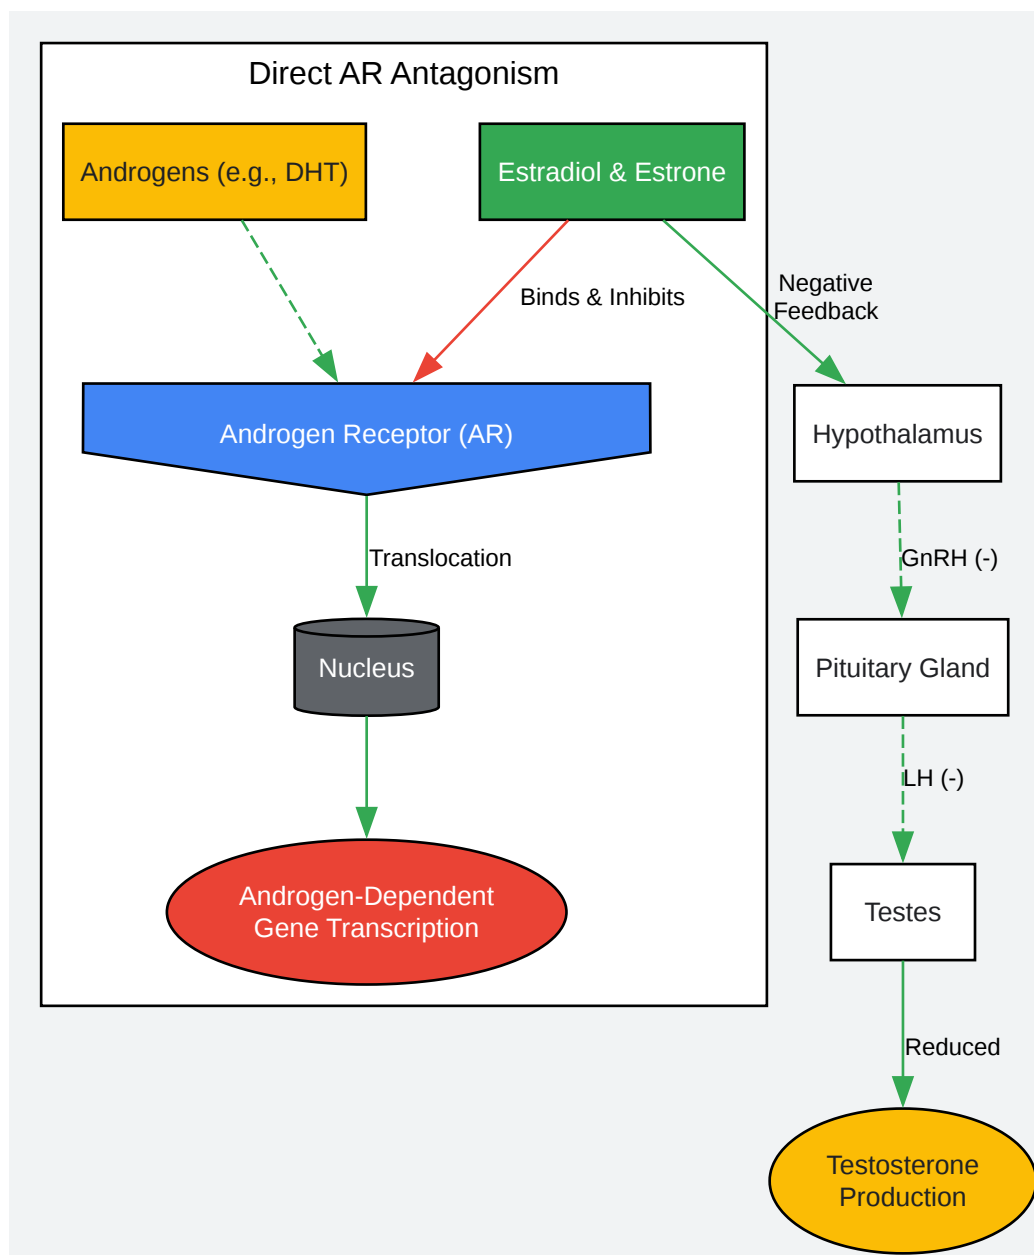 Direct AR Antagonism
Androgens (e.g., DHT)
Estradiol & Estrone
Binds & Inhibits
Negative
Feedback
Androgen Receptor (AR)
Hypothalamus
Translocation
GnRH (-)
Nucleus
Pituitary Gland
LH (-)
Androgen-Dependent
Gene Transcription
Testes
Reduced
Testosterone
Production